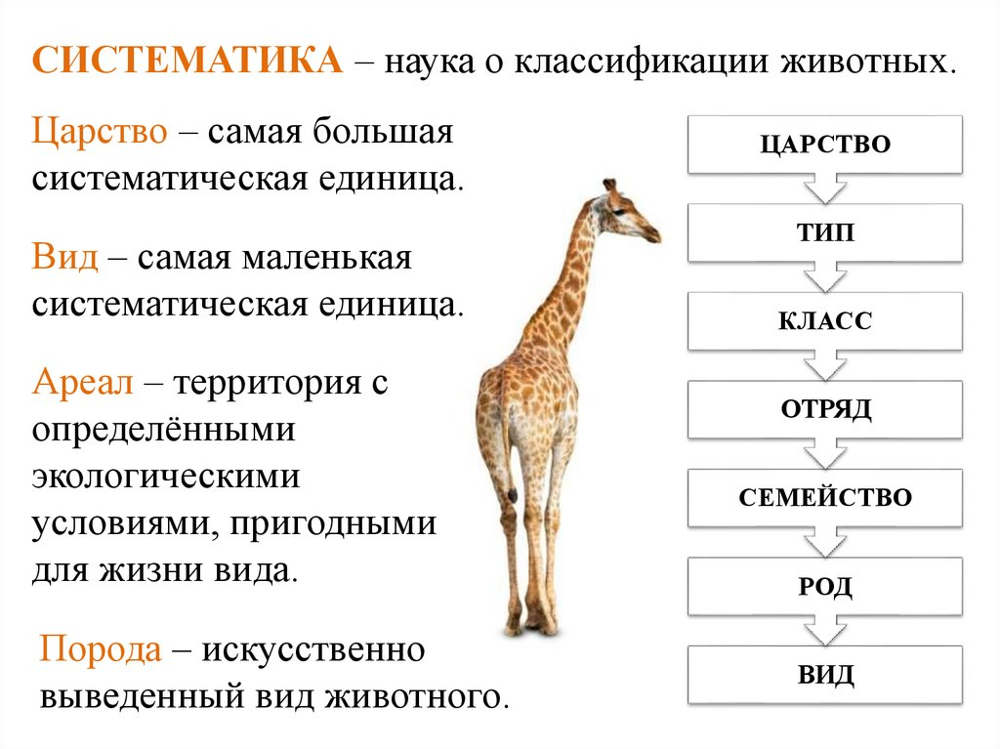 СИСТЕМАТИКА – наука о классификации животных.
Царство – самая большая
систематическая единица.
Вид – самая маленькая
систематическая единица.
Ареал – территория с
определёнными
экологическими
условиями, пригодными
для жизни вида.
Порода – искусственно
выведенный вид животного.
ЦАРСТВО
ТИП
КЛАСС
ОТРЯД
СЕМЕЙСТВО
РОД
ВИД